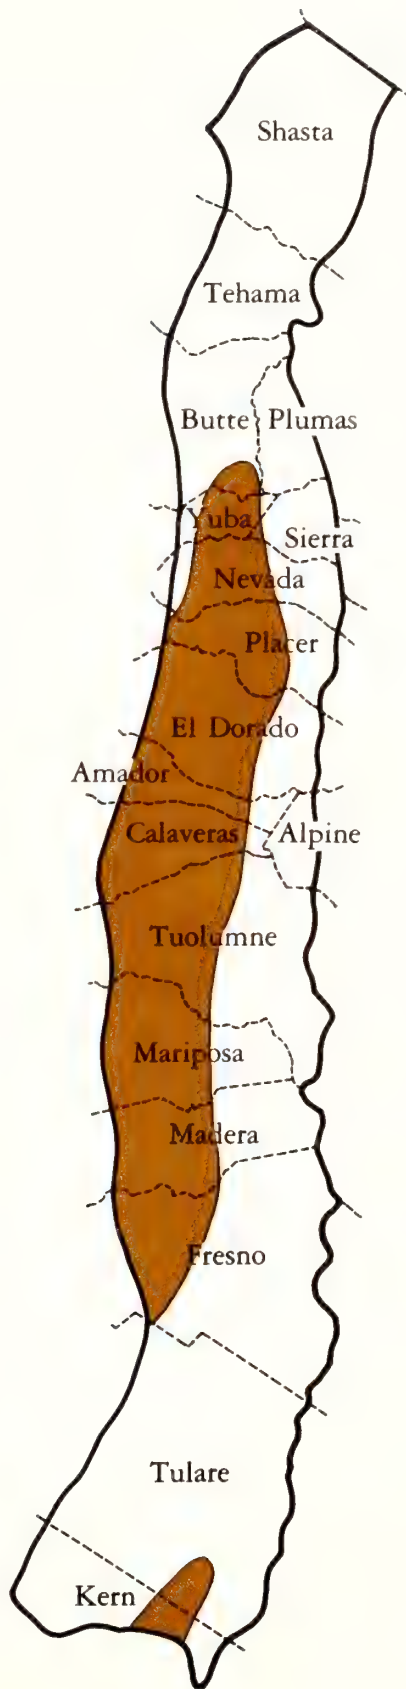 Shasta
Tehama
Butte Plumas
Yuba
Sierra
Nevada
Placer
El Dorado
Amador
Calaveras Alpine
Tuolumne
Mariposa
Madera
Fresno
Tulare
Kern